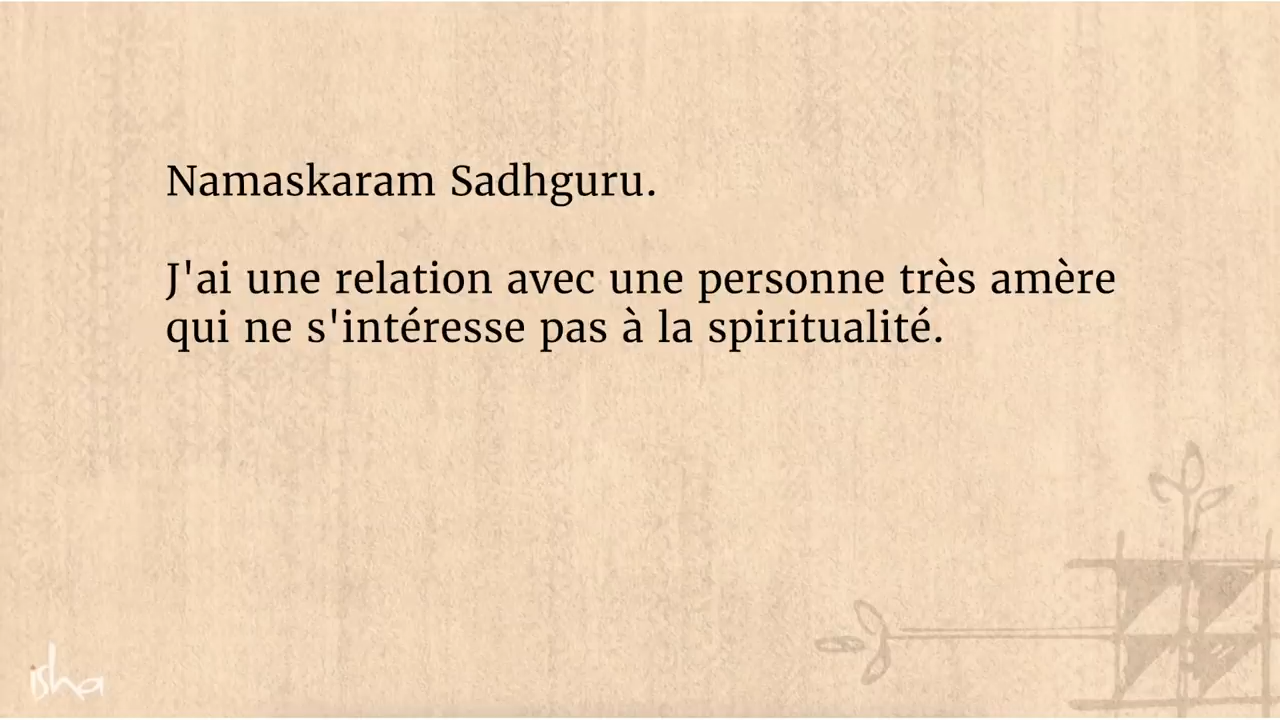 Namaskaram Sadhguru.
J'ai une relation avec une personne très amère
qui ne s'intéresse pas à la spiritualité.
isha